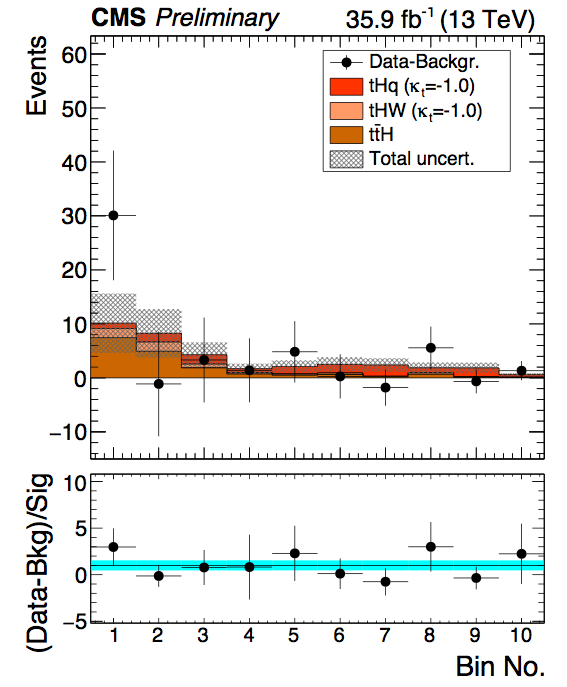 CMS Preliminary 35.9 fb⁻¹ (13 TeV)
Events
60
50
40
30
20
10
0
−10
Data-Backgr.
tHq (κₜ=-1.0)
tHW (κₜ=-1.0)
tt̄H
Total uncert.
(Data-Bkg)/Sig
10
5
0
−5
1 2 3 4 5 6 7 8 9 10
Bin No.